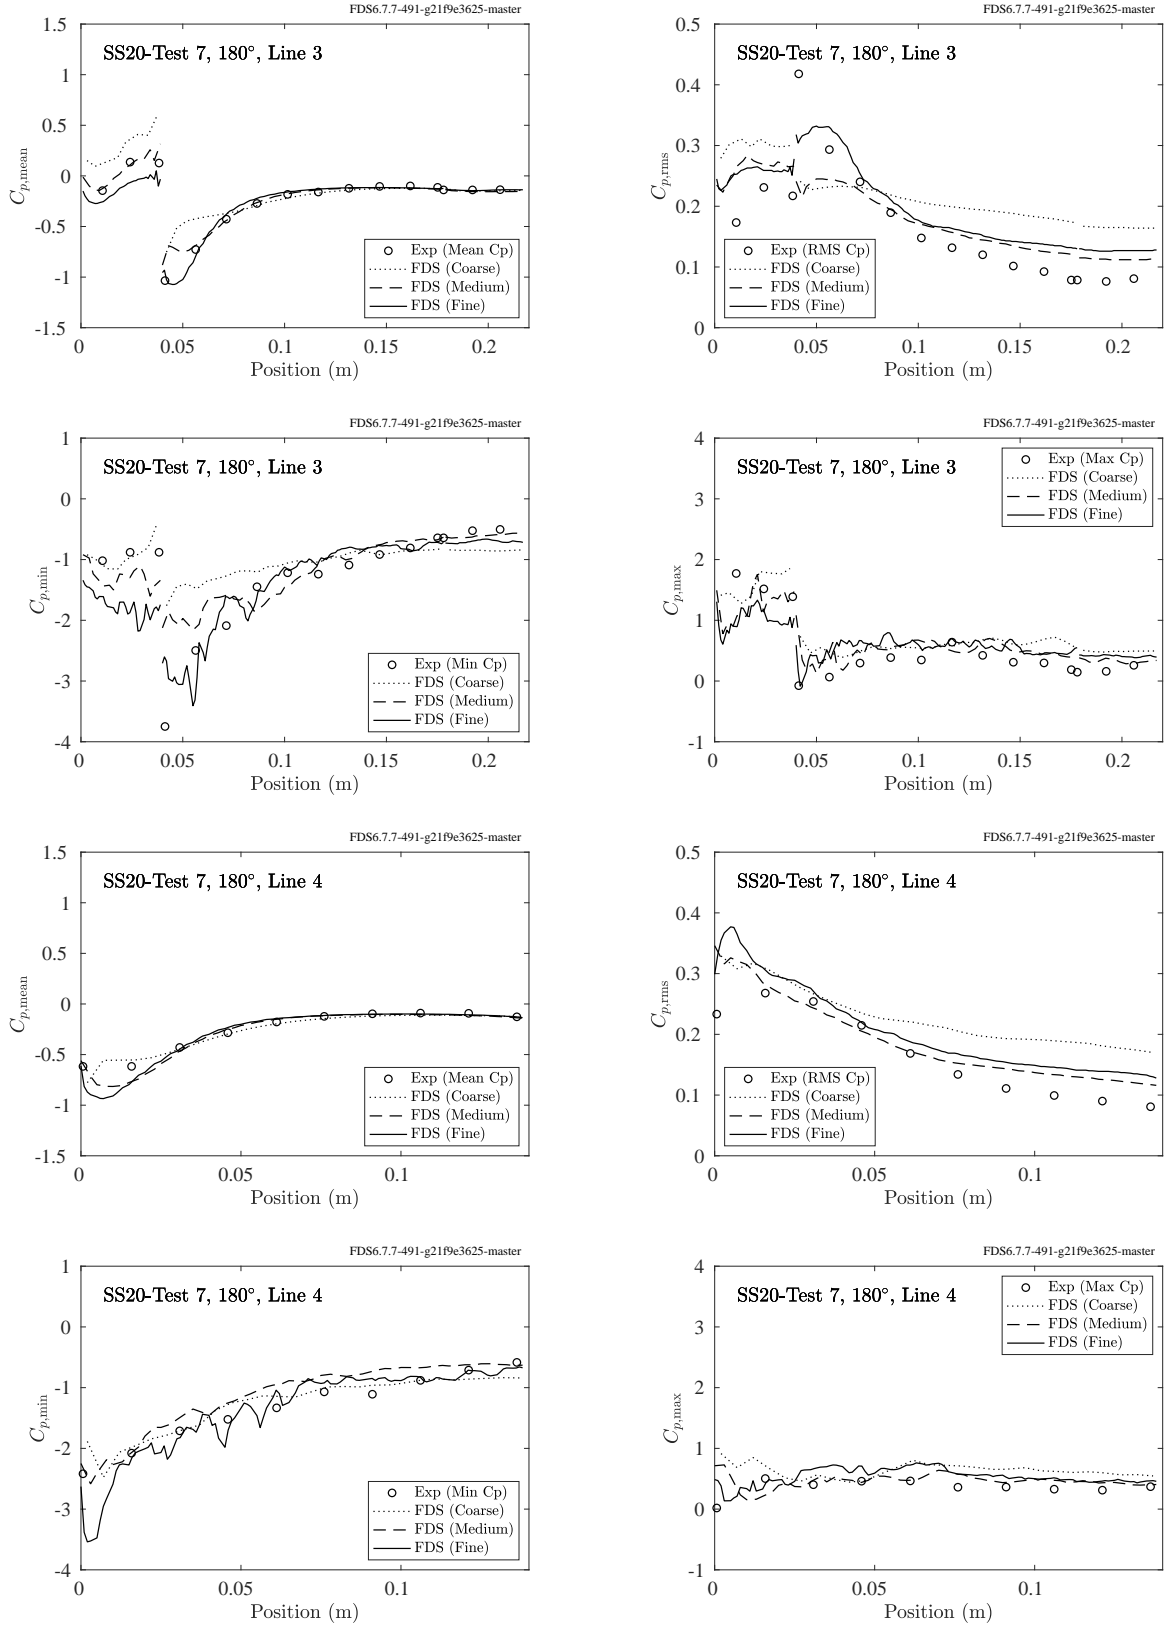 FDS6.7.7-491-g21f9e3625-master
SS20-Test 7, 180°, Line 3
1.5
1
0.5
0
-0.5
-1
-1.5
C_p,mean
Exp (Mean Cp)
FDS (Coarse)
FDS (Medium)
FDS (Fine)
0 0.05 0.1 0.15 0.2
Position (m)
FDS6.7.7-491-g21f9e3625-master
SS20-Test 7, 180°, Line 3
0.5
0.4
0.3
0.2
0.1
0
C_p,rms
Exp (RMS Cp)
FDS (Coarse)
FDS (Medium)
FDS (Fine)
0 0.05 0.1 0.15 0.2
Position (m)
FDS6.7.7-491-g21f9e3625-master
SS20-Test 7, 180°, Line 3
1
0
-1
-2
-3
-4
C_p,min
Exp (Min Cp)
FDS (Coarse)
FDS (Medium)
FDS (Fine)
0 0.05 0.1 0.15 0.2
Position (m)
FDS6.7.7-491-g21f9e3625-master
SS20-Test 7, 180°, Line 3
4
3
2
1
0
-1
C_p,max
Exp (Max Cp)
FDS (Coarse)
FDS (Medium)
FDS (Fine)
0 0.05 0.1 0.15 0.2
Position (m)
FDS6.7.7-491-g21f9e3625-master
SS20-Test 7, 180°, Line 4
1.5
1
0.5
0
-0.5
-1
-1.5
C_p,mean
Exp (Mean Cp)
FDS (Coarse)
FDS (Medium)
FDS (Fine)
0 0.05 0.1
Position (m)
FDS6.7.7-491-g21f9e3625-master
SS20-Test 7, 180°, Line 4
0.5
0.4
0.3
0.2
0.1
0
C_p,rms
Exp (RMS Cp)
FDS (Coarse)
FDS (Medium)
FDS (Fine)
0 0.05 0.1
Position (m)
FDS6.7.7-491-g21f9e3625-master
SS20-Test 7, 180°, Line 4
1
0
-1
-2
-3
-4
C_p,min
Exp (Min Cp)
FDS (Coarse)
FDS (Medium)
FDS (Fine)
0 0.05 0.1
Position (m)
FDS6.7.7-491-g21f9e3625-master
SS20-Test 7, 180°, Line 4
4
3
2
1
0
-1
C_p,max
Exp (Max Cp)
FDS (Coarse)
FDS (Medium)
FDS (Fine)
0 0.05 0.1
Position (m)